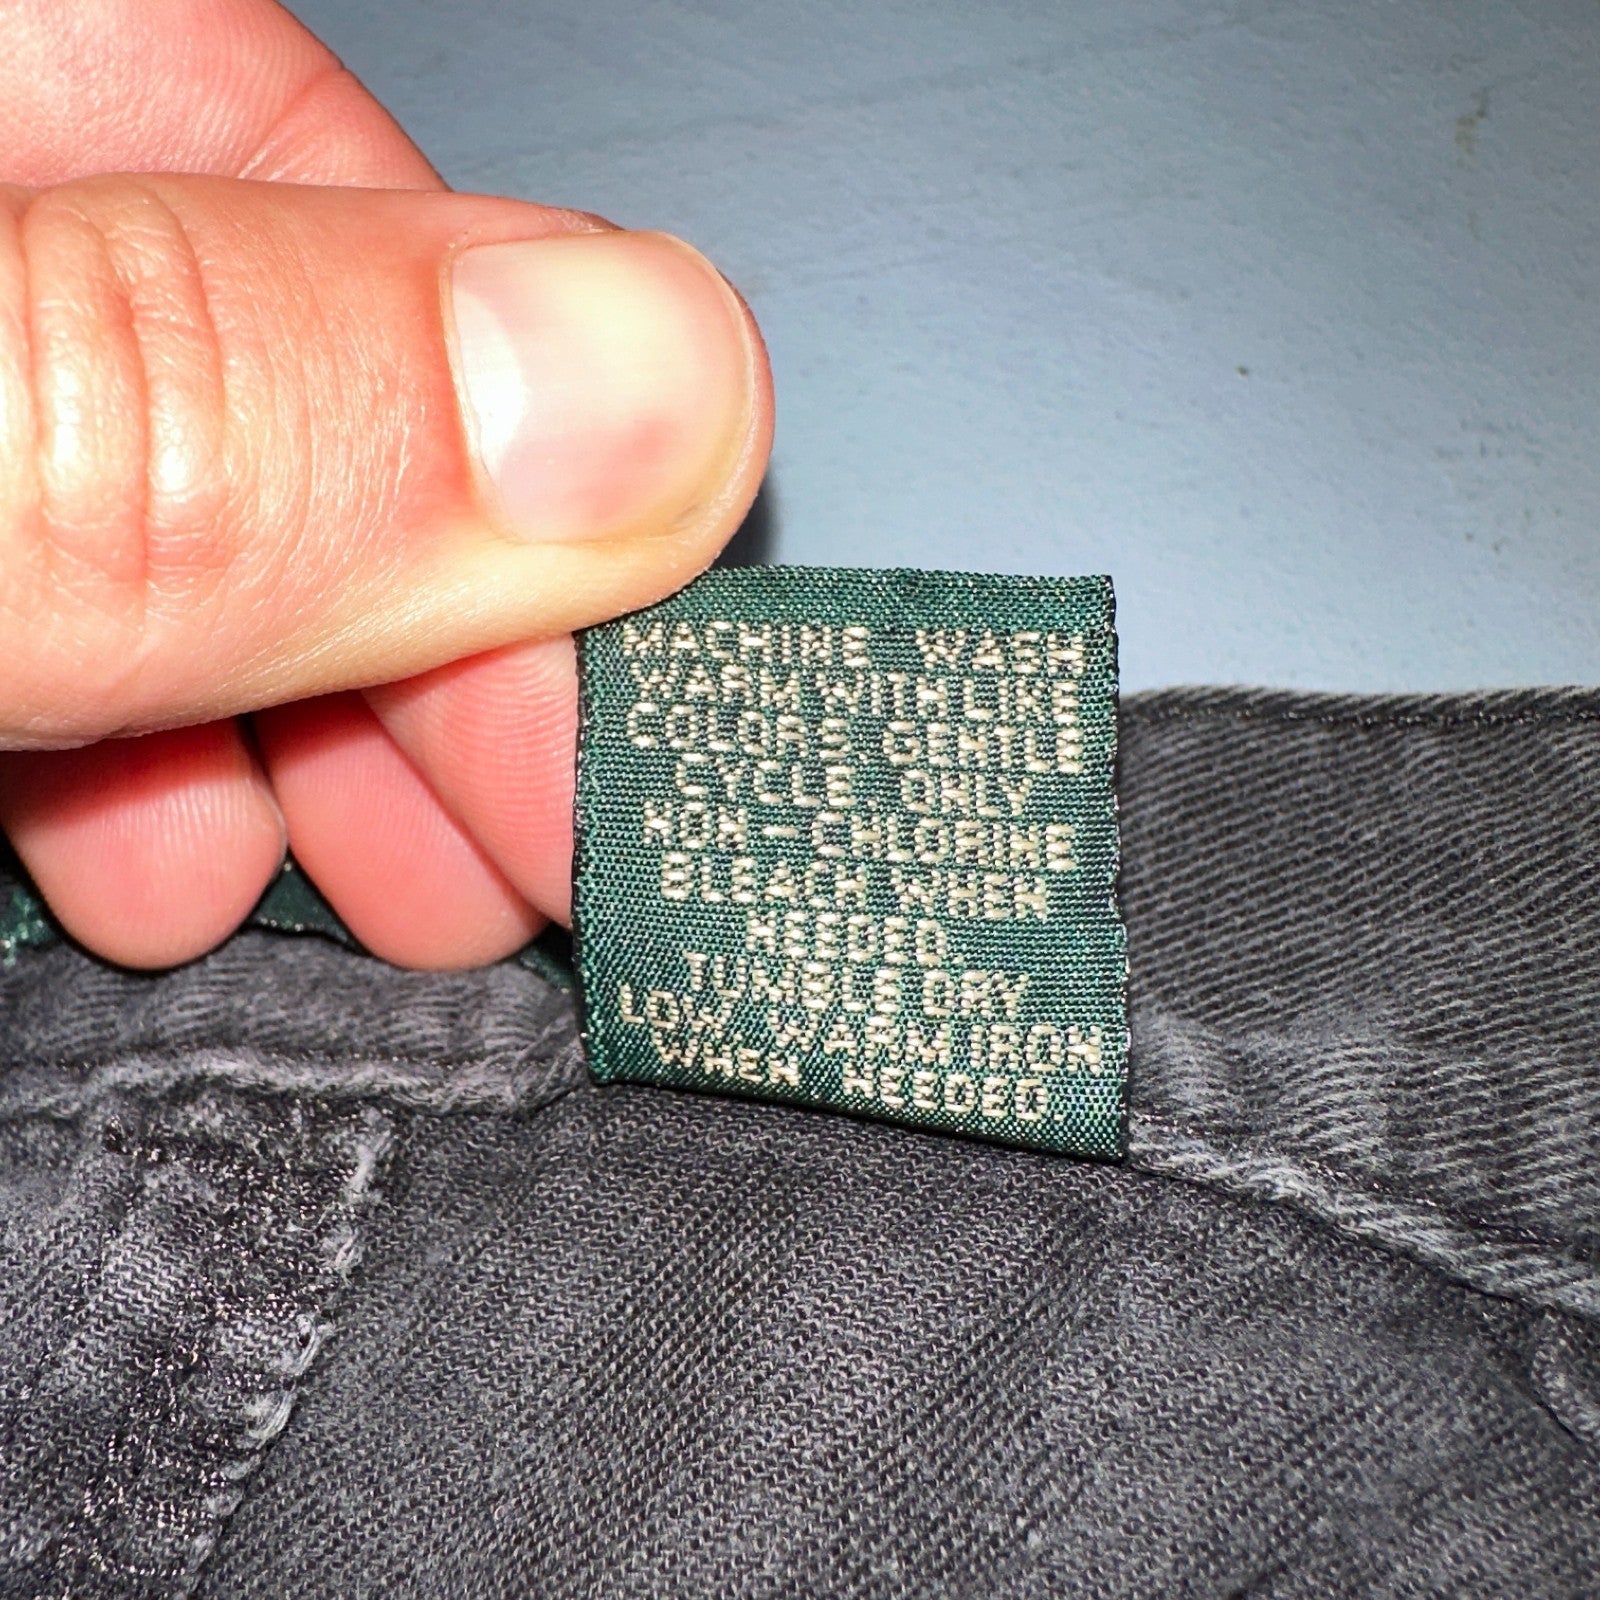 MACHINE WASH
WARM WITH LIKE
COLORS. GENTLE
CYCLE. ONLY
NON-CHLORINE
BLEACH WHEN
NEEDED.
TUMBLE DRY
LOW. WARM IRON
WHEN NEEDED.